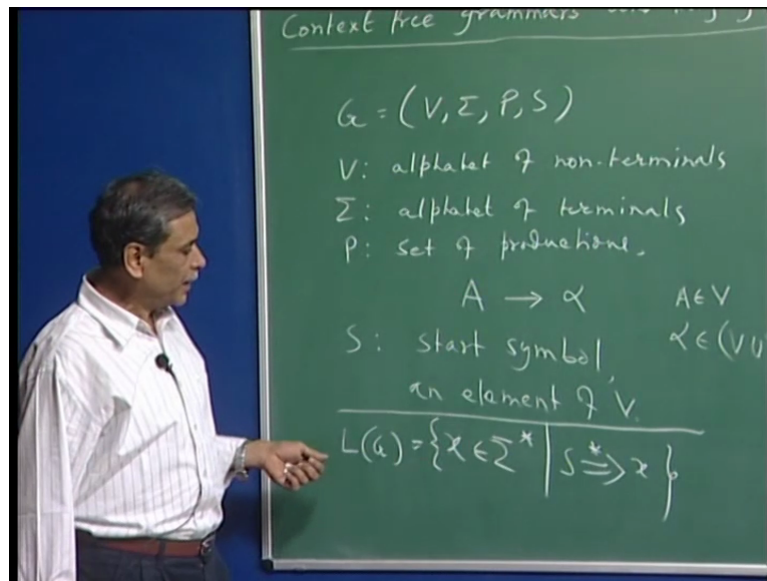 Context free grammars
G = (V, Σ, P, S)
V: alphabet of non-terminals
Σ: alphabet of terminals
P: set of productions.
A → α A ∈ V
S: start symbol, α ∈ (V ∪
an element of V.
L(G) = {x ∈ Σ* | S ⇒* x}